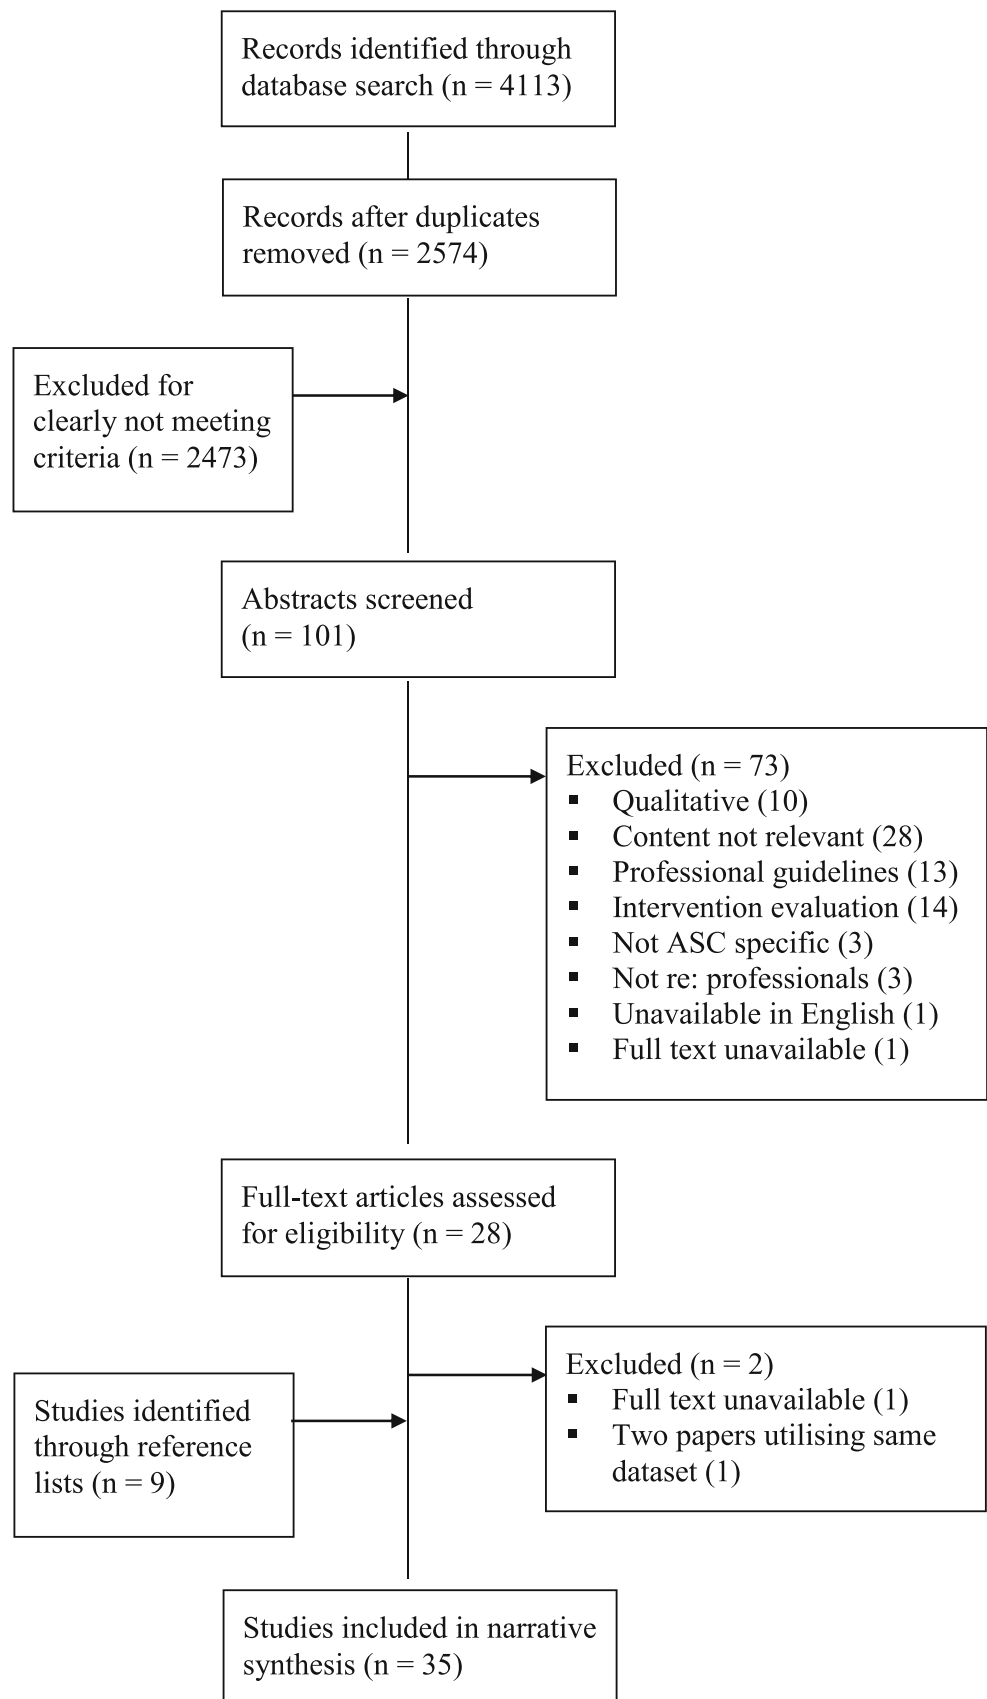 Records identified through
database search (n = 4113)
Records after duplicates
removed (n = 2574)
Excluded for
clearly not meeting
criteria (n = 2473)
Abstracts screened
(n = 101)
Excluded (n = 73)
▪ Qualitative (10)
▪ Content not relevant (28)
▪ Professional guidelines (13)
▪ Intervention evaluation (14)
▪ Not ASC specific (3)
▪ Not re: professionals (3)
▪ Unavailable in English (1)
▪ Full text unavailable (1)
Full-text articles assessed
for eligibility (n = 28)
Excluded (n = 2)
▪ Full text unavailable (1)
▪ Two papers utilising same
dataset (1)
Studies identified
through reference
lists (n = 9)
Studies included in narrative
synthesis (n = 35)